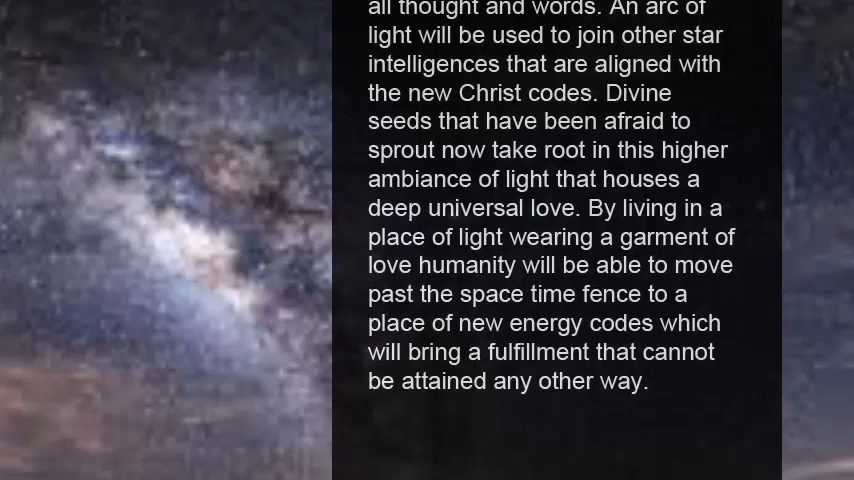 all thought and words. An arc of
light will be used to join other star
intelligences that are aligned with
the new Christ codes. Divine
seeds that have been afraid to
sprout now take root in this higher
ambiance of light that houses a
deep universal love. By living in a
place of light wearing a garment of
love humanity will be able to move
past the space time fence to a
place of new energy codes which
will bring a fulfillment that cannot
be attained any other way.